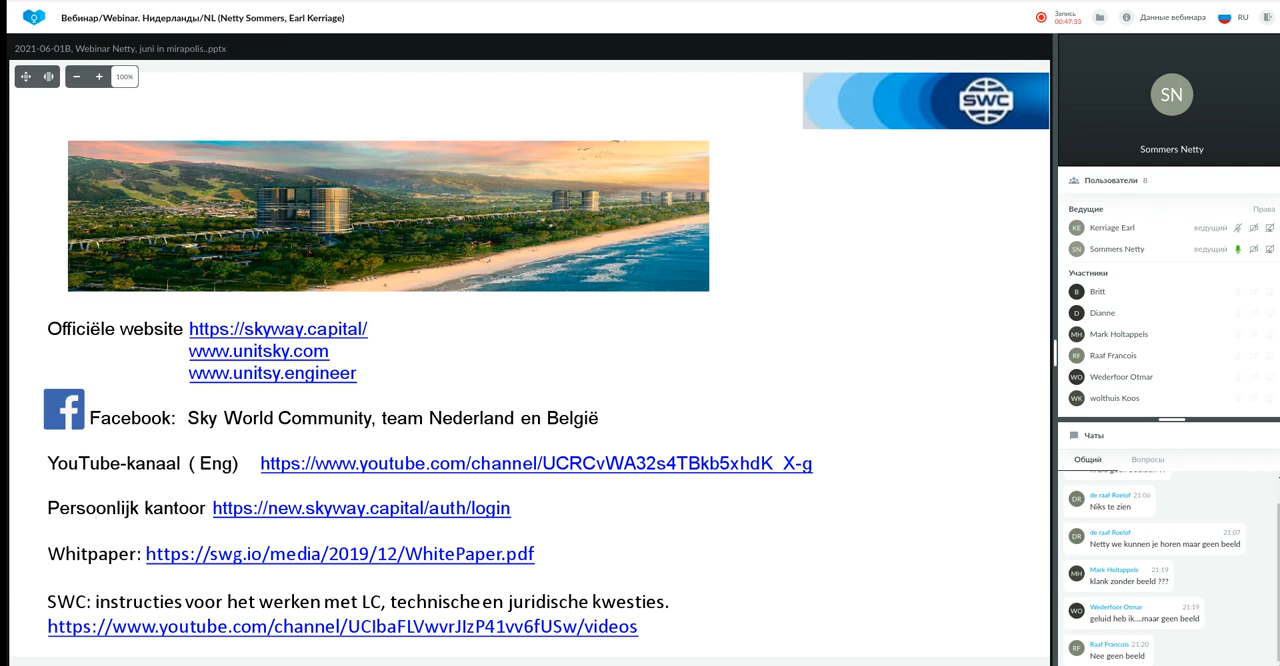 Вебинар/Webinar. Нидерланды/NL (Netty Sommers, Earl Kerriage)
Запись
00:47:33
Данные вебинара
RU
2021-06-01B, Webinar Netty, juni in mirapolis..pptx
100%
SWC
Officiële website https://skyway.capital/
www.unitsky.com
www.unitsy.engineer
Facebook: Sky World Community, team Nederland en België
YouTube-kanaal ( Eng) https://www.youtube.com/channel/UCRCvWA32s4TBkb5xhdK_X-g
Persoonlijk kantoor https://new.skyway.capital/auth/login
Whitpaper: https://swg.io/media/2019/12/WhitePaper.pdf
SWC: instructies voor het werken met LC, technische en juridische kwesties.
https://www.youtube.com/channel/UCIbaFLVwvrJIzP41vv6fUSw/videos
SN
Sommers Netty
Пользователи 8
Ведущие Права
KE Kerriage Earl ведущий
SN Sommers Netty ведущий
Участники
B Britt
D Dianne
MH Mark Holtappels
RF Raaf Francois
WO Wederfoor Otmar
WK wolthuis Koos
Чаты
Общий Вопросы
DR de raaf Roelof 21:06
Niks te zien
DR de raaf Roelof 21:07
Netty we kunnen je horen maar geen beeld
MH Mark Holtappels 21:19
klank zonder beeld ???
WO Wederfoor Otmar 21:19
geluid heb ik....maar geen beeld
RF Raaf Francois 21:20
Nee geen beeld